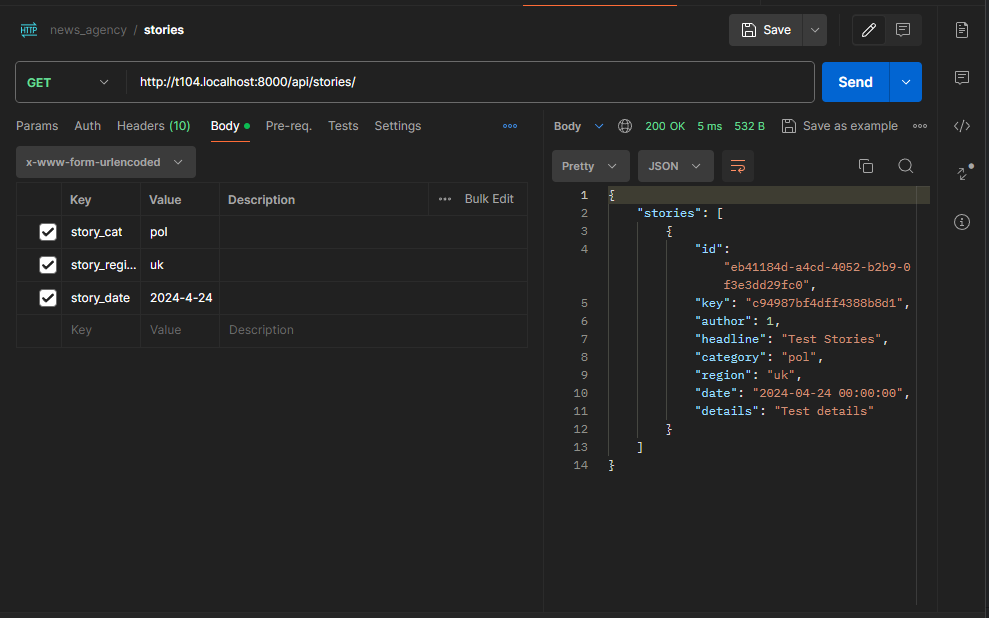 HTTP news_agency / stories Save
GET http://t104.localhost:8000/api/stories/ Send
Params Auth Headers (10) Body Pre-req. Tests Settings
x-www-form-urlencoded
Key Value Description Bulk Edit
story_cat pol
story_regi... uk
story_date 2024-4-24
Key Value Description
Body 200 OK 5 ms 532 B Save as example
Pretty JSON
1 {
2 "stories": [
3 {
4 "id":
"eb41184d-a4cd-4052-b2b9-0
f3e3dd29fc0",
5 "key": "c94987bf4dff4388b8d1",
6 "author": 1,
7 "headline": "Test Stories",
8 "category": "pol",
9 "region": "uk",
10 "date": "2024-04-24 00:00:00",
11 "details": "Test details"
12 }
13 ]
14 }